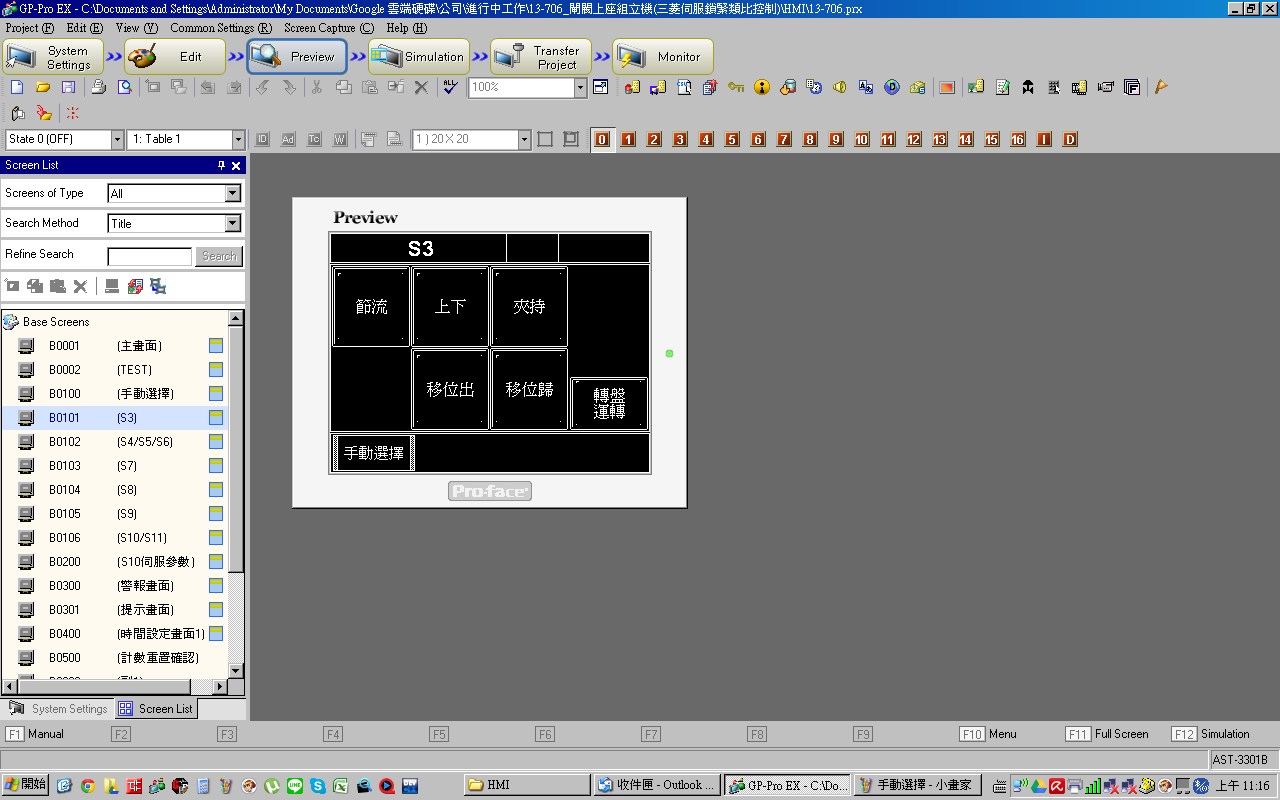 GP-Pro EX - C:\Documents and Settings\Administrator\My Documents\Google 雲端硬碟\公司\進行中工作\13-706_閘閥上座組立機(三菱伺服鎖緊類比控制)\HMI\13-706.prx
Project (F) Edit (E) View (V) Common Settings (R) Screen Capture (C) Help (H)
System Settings Edit Preview Simulation Transfer Project Monitor
100%
State 0 (OFF) 1: Table 1 ID Ad Tc W 1 ) 20 X 20 0 1 2 3 4 5 6 7 8 9 10 11 12 13 14 15 16 I D
Screen List
Screens of Type All
Search Method Title
Refine Search Search
Base Screens
B0001 (主畫面)
B0002 (TEST)
B0100 (手動選擇)
B0101 (S3)
B0102 (S4/S5/S6)
B0103 (S7)
B0104 (S8)
B0105 (S9)
B0106 (S10/S11)
B0200 (S10伺服參數)
B0300 (警報畫面)
B0301 (提示畫面)
B0400 (時間設定畫面1)
B0500 (計數重置確認)
System Settings Screen List
Preview
S3
節流 上下 夾持
移位出 移位歸 轉盤
運轉
手動選擇
Pro-face
F1 Manual F2 F3 F4 F5 F6 F7 F8 F9 F10 Menu F11 Full Screen F12 Simulation
AST-3301B
開始 HMI 收件匣 - Outlook ... GP-Pro EX - C:\Do... 手動選擇 - 小畫家 上午 11:16